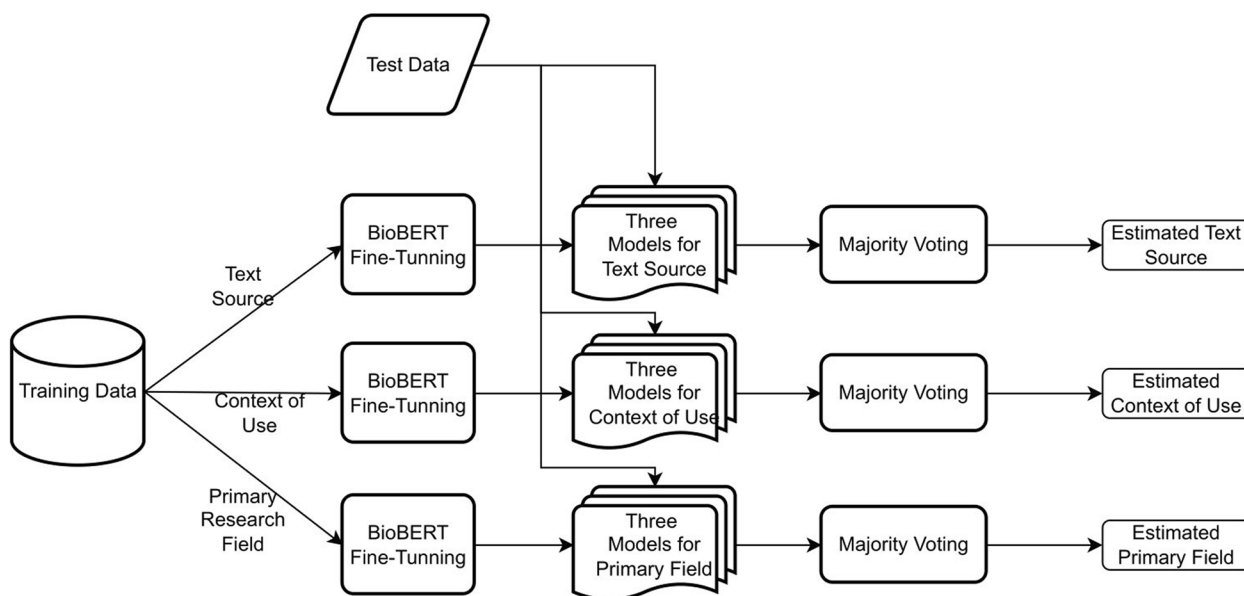 Test Data
BioBERT
Fine-Tunning
Three
Models for
Text Source
Majority Voting
Estimated Text
Source
Text
Source
Training Data
Context of
Use
BioBERT
Fine-Tunning
Three
Models for
Context of Use
Majority Voting
Estimated
Context of Use
Primary
Research
Field
BioBERT
Fine-Tunning
Three
Models for
Primary Field
Majority Voting
Estimated
Primary Field